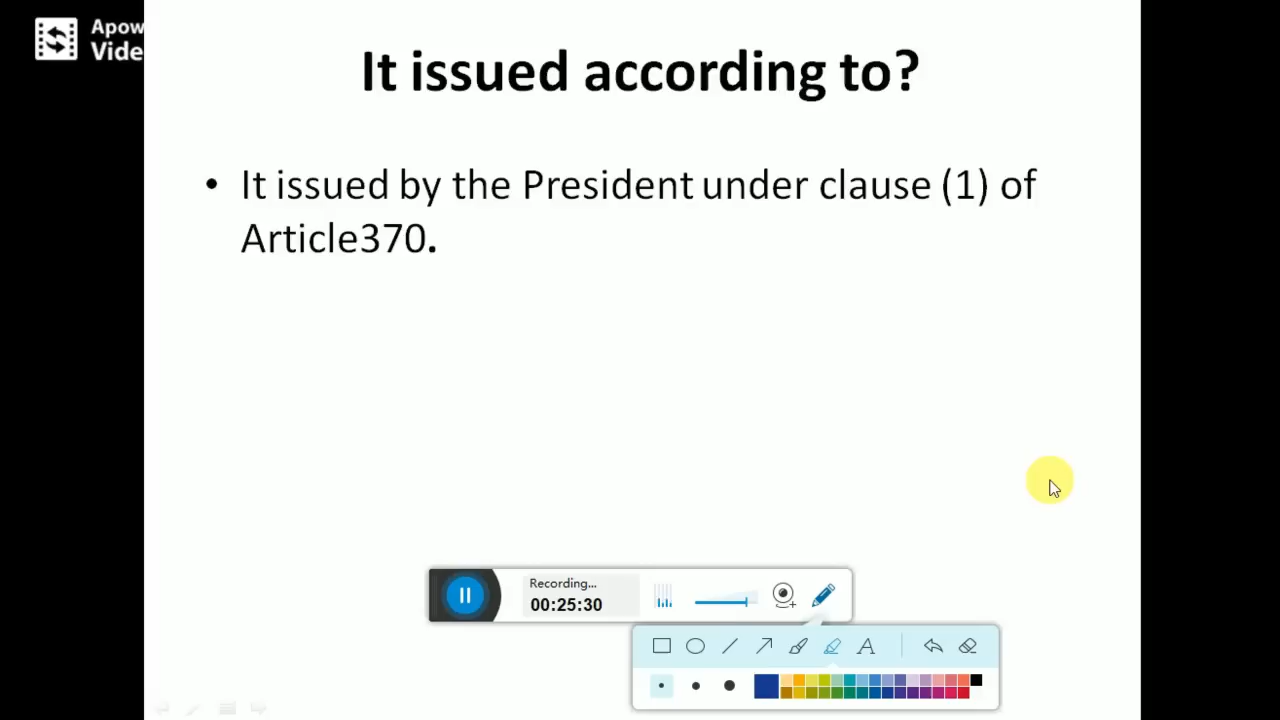 Apow
Vide
It issued according to?
• It issued by the President under clause (1) of
Article370.
Recording...
00:25:30
A